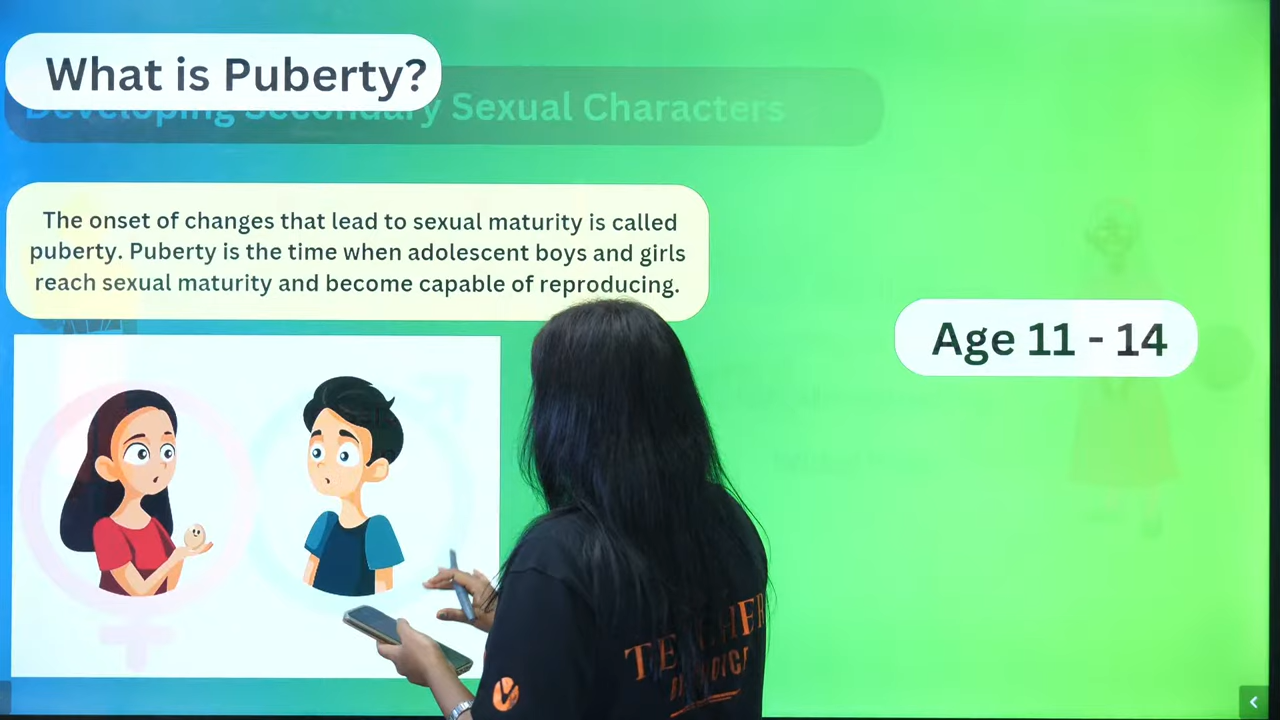 What is Puberty?
Developing Secondary Sexual Characters
The onset of changes that lead to sexual maturity is called
puberty. Puberty is the time when adolescent boys and girls
reach sexual maturity and become capable of reproducing.
Age 11 - 14